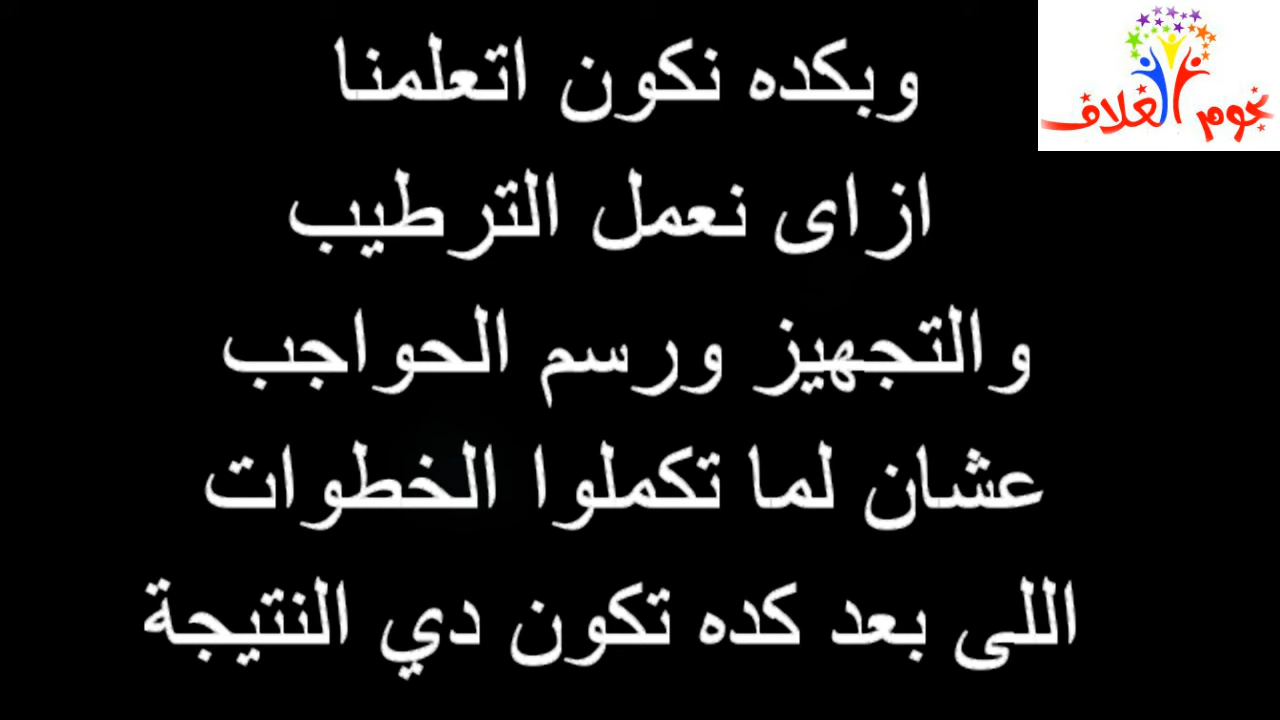 وبكده نكون اتعلمنا
ازاى نعمل الترطيب
والتجهيز ورسم الحواجب
عشان لما تكملوا الخطوات
اللى بعد كده تكون دي النتيجة
نجوم الغلاف